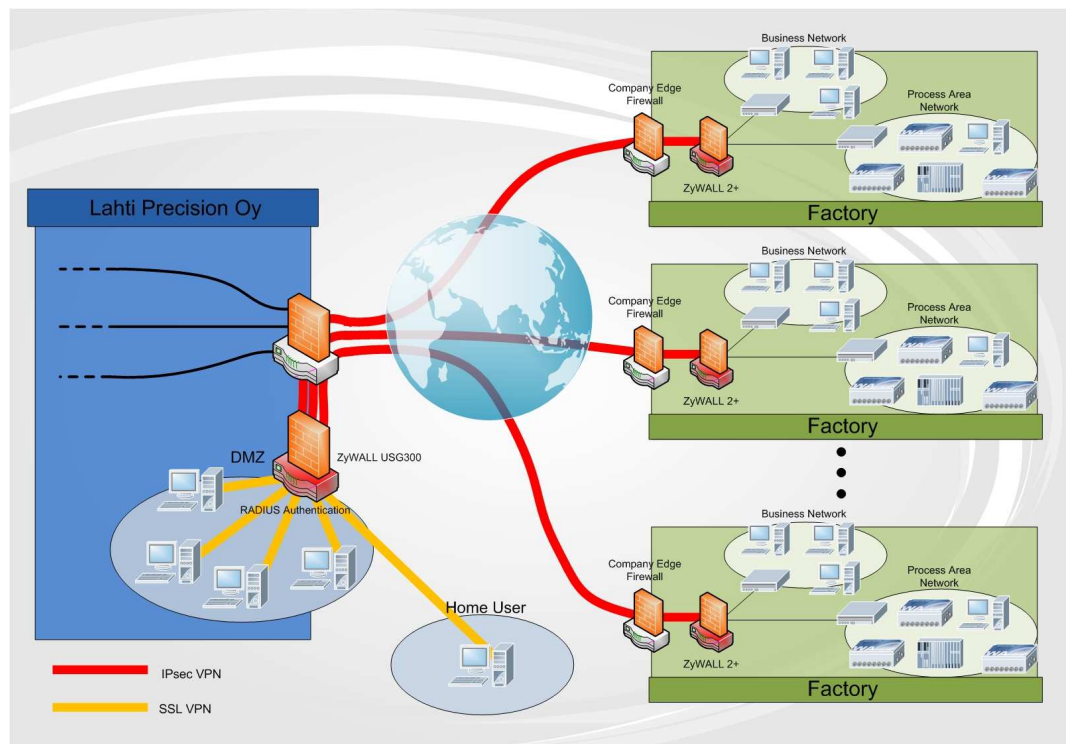 Business Network
Company Edge
Firewall
Process Area
Network
ZyWALL 2+
Factory
Lahti Precision Oy
Business Network
Company Edge
Firewall
Process Area
Network
ZyWALL 2+
Factory
DMZ
ZyWALL USG300
RADIUS Authentication
Business Network
Company Edge
Firewall
Process Area
Network
ZyWALL 2+
Factory
Home User
IPsec VPN
SSL VPN